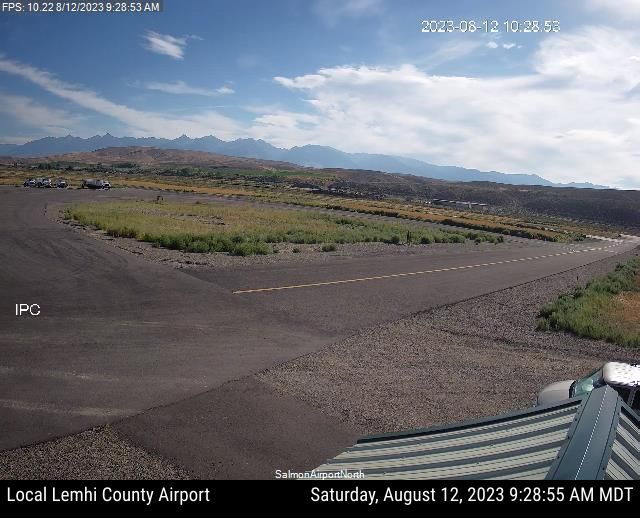 FPS: 10.22 8/12/2023 9:28:53 AM
2023-08-12 10:28:53
IPC
SalmonAirportNorth
Local Lemhi County Airport
Saturday, August 12, 2023 9:28:55 AM MDT